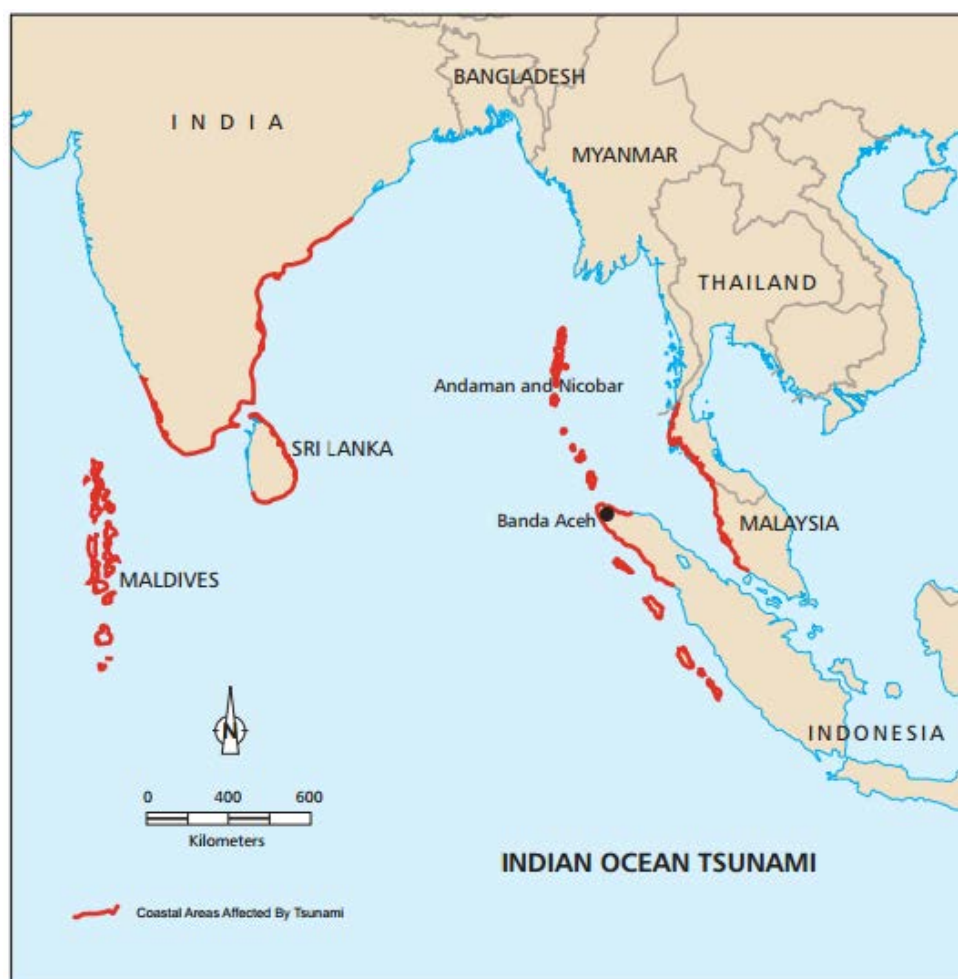 BANGLADESH
INDIA
MYANMAR
THAILAND
Andaman and Nicobar
SRI LANKA
Banda Aceh
MALAYSIA
MALDIVES
N
INDONESIA
0 400 600
Kilometers
INDIAN OCEAN TSUNAMI
Coastal Areas Affected By Tsunami